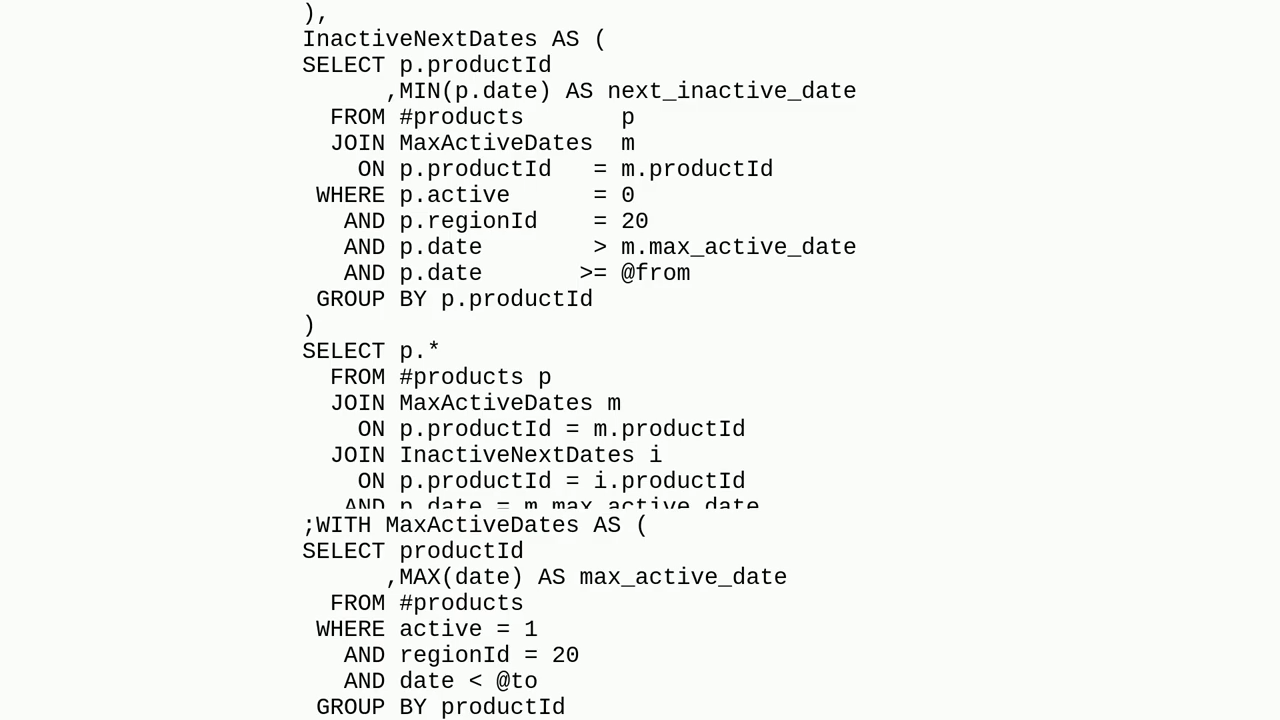 ),
InactiveNextDates AS (
SELECT p.productId
      ,MIN(p.date) AS next_inactive_date
  FROM #products       p
  JOIN MaxActiveDates  m
    ON p.productId   = m.productId
 WHERE p.active      = 0
   AND p.regionId    = 20
   AND p.date        > m.max_active_date
   AND p.date       >= @from
 GROUP BY p.productId
)
SELECT p.*
  FROM #products p
  JOIN MaxActiveDates m
    ON p.productId = m.productId
  JOIN InactiveNextDates i
    ON p.productId = i.productId
   AND p.date = m.max_active_date
;WITH MaxActiveDates AS (
SELECT productId
      ,MAX(date) AS max_active_date
  FROM #products
 WHERE active = 1
   AND regionId = 20
   AND date < @to
 GROUP BY productId